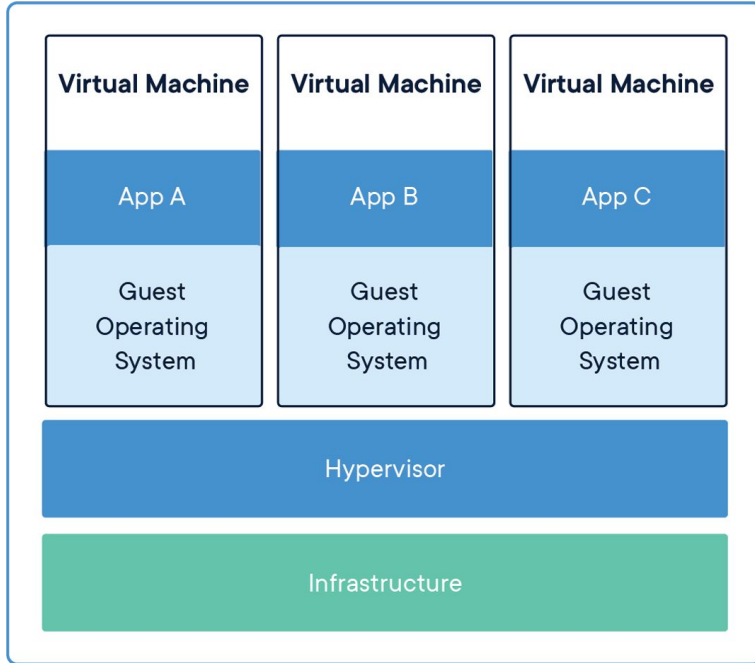 Virtual Machine
Virtual Machine
Virtual Machine
App A
App B
App C
Guest
Operating
System
Guest
Operating
System
Guest
Operating
System
Hypervisor
Infrastructure